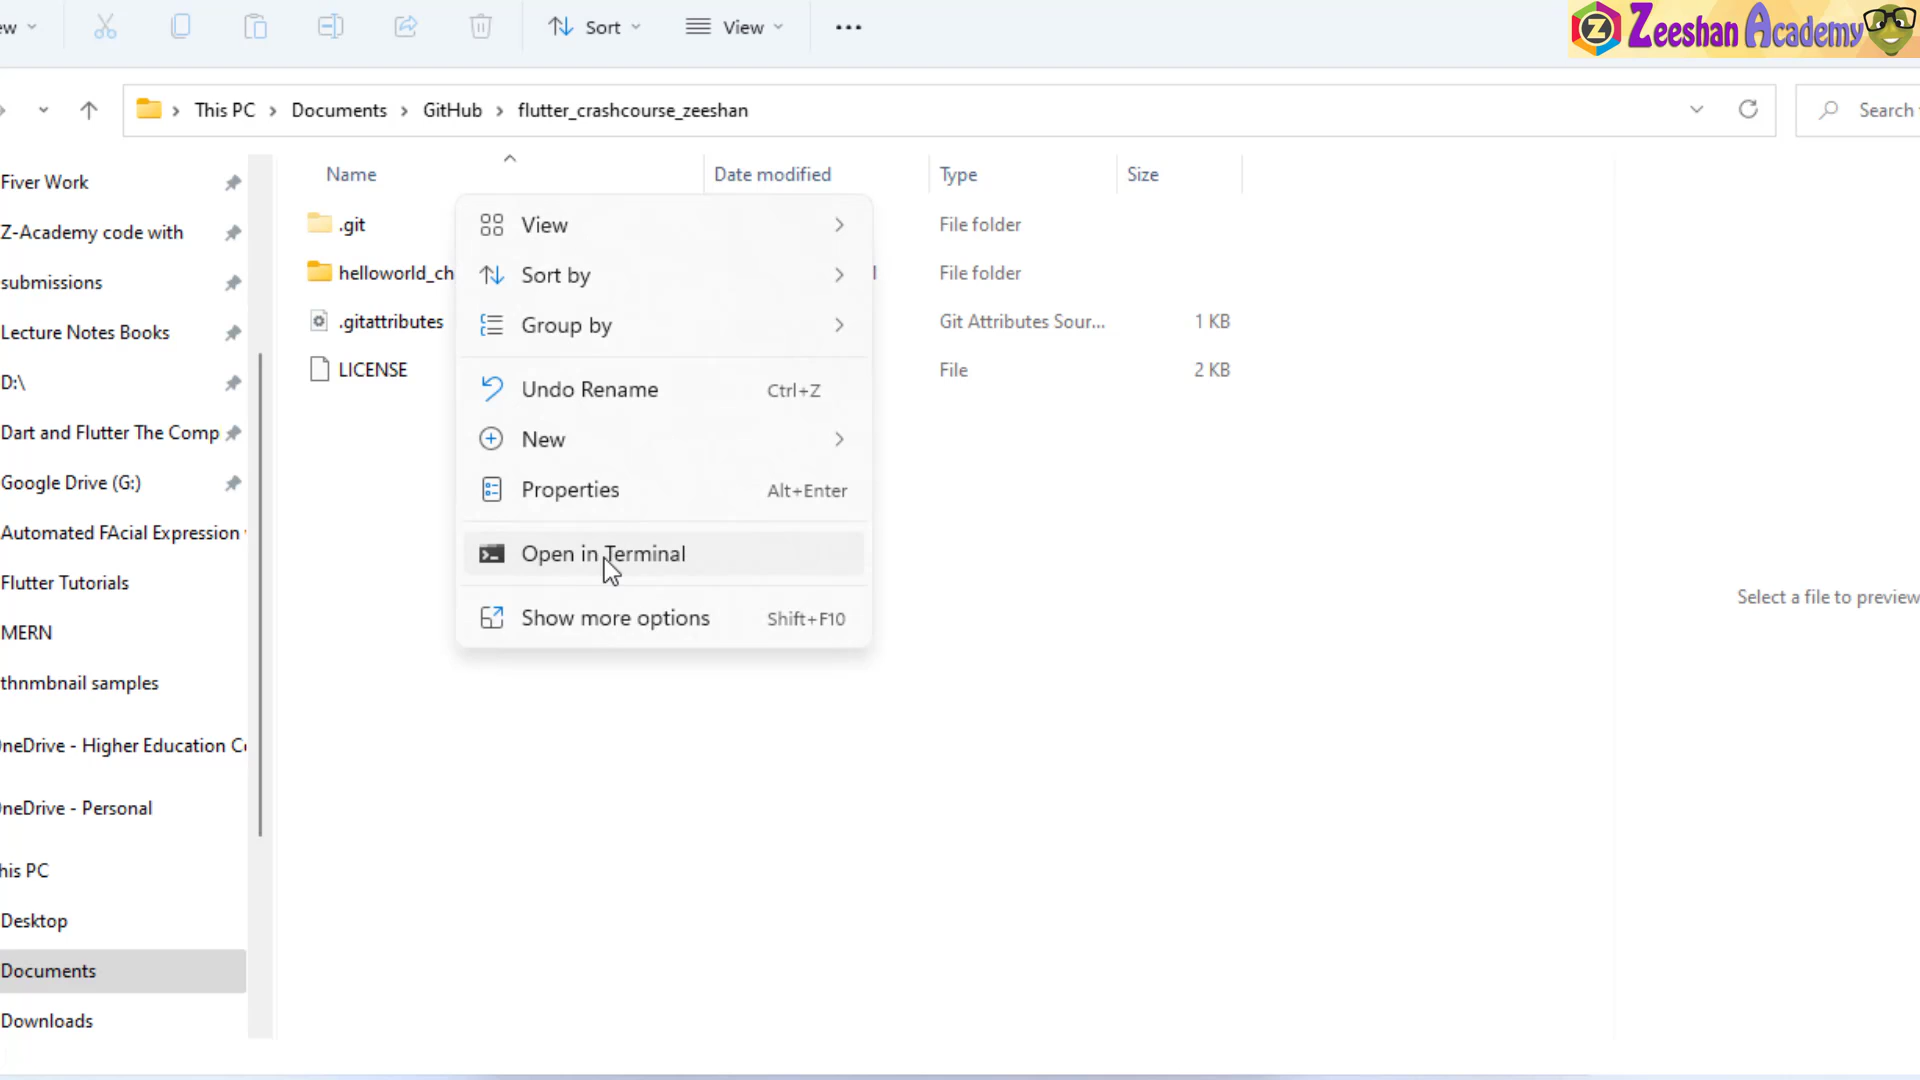 ew
Sort
View
Zeeshan Academy
This PC
Documents
GitHub
flutter_crashcourse_zeeshan
Search
Name
Date modified
Type
Size
Fiver Work
Z-Academy code with
submissions
Lecture Notes Books
D:\
Dart and Flutter The Comp
Google Drive (G:)
Automated FAcial Expression
Flutter Tutorials
MERN
thnmbnail samples
OneDrive - Higher Education C
OneDrive - Personal
his PC
Desktop
Documents
Downloads
.git
File folder
helloworld_ch
File folder
.gitattributes
Git Attributes Sour...
1 KB
LICENSE
File
2 KB
View
Sort by
Group by
Undo Rename
Ctrl+Z
New
Properties
Alt+Enter
Open in Terminal
Show more options
Shift+F10
Select a file to preview